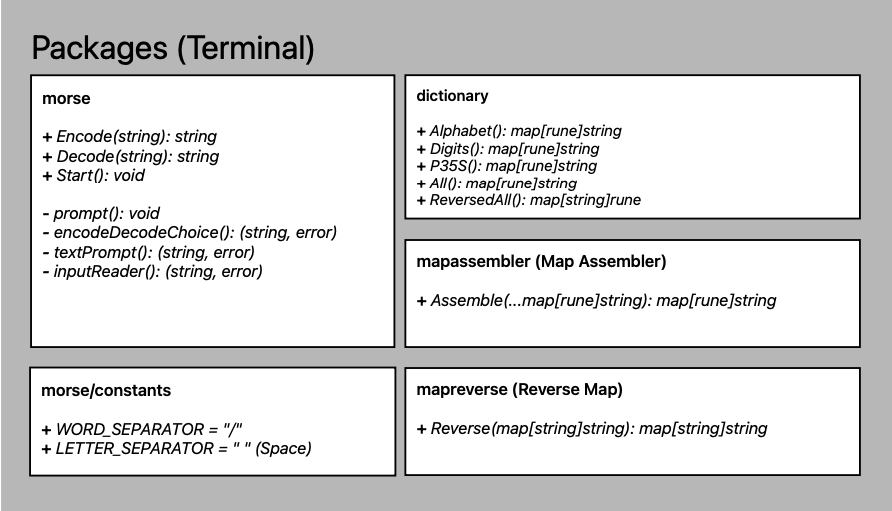 Packages (Terminal)
morse
+ Encode(string): string
+ Decode(string): string
+ Start(): void
- prompt(): void
- encodeDecodeChoice(): (string, error)
- textPrompt(): (string, error)
- inputReader(): (string, error)
dictionary
+ Alphabet(): map[rune]string
+ Digits(): map[rune]string
+ P35S(): map[rune]string
+ All(): map[rune]string
+ ReversedAll(): map[string]rune
mapassembler (Map Assembler)
+ Assemble(...map[rune]string): map[rune]string
morse/constants
+ WORD_SEPARATOR = "/"
+ LETTER_SEPARATOR = " " (Space)
mapreverse (Reverse Map)
+ Reverse(map[string]string): map[string]string